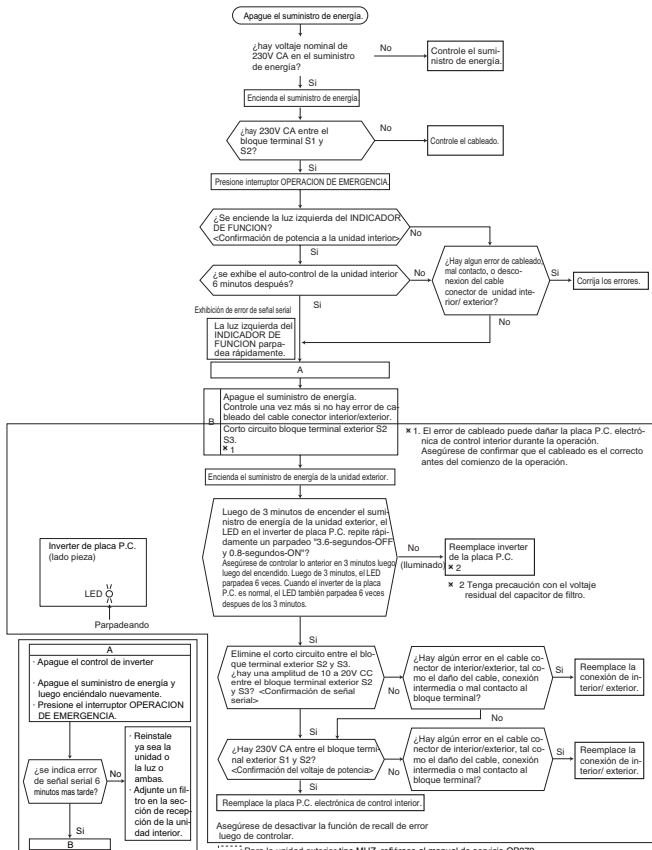 Apague el suministro de energía.
¿hay voltaje nominal de
230V CA en el suministro
de energía?
No
Controle el sumi-
nistro de energía.
Si
Encienda el suministro de energía.
¿hay 230V CA entre el
bloque terminal S1 y
S2?
No
Controle el cableado.
Si
Presione interruptor OPERACION DE EMERGENCIA.
¿Se enciende la luz izquierda del INDICADOR
DE FUNCION?
<Confirmación de potencia a la unidad interior>
No
Si
¿se exhibe el auto-control de la unidad interior
6 minutos después?
No
¿Hay algun error de cableado,
mal contacto, o desco-
nexion del cable
conector de unidad inte-
rior/ exterior?
Si
Corrija los errores.
No
Si
Exhibición de error de señal serial
La luz izquierda del
INDICADOR DE
FUNCION parpa-
dea rápidamente.
A
B
Apague el suministro de energía.
Controle una vez más si no hay error de ca-
bleado del cable conector interior/exterior.
Corto circuito bloque terminal exterior S2
S3.
× 1
× 1. El error de cableado puede dañar la placa P.C. electró-
nica de control interior durante la operación.
Asegúrese de confirmar que el cableado es el correcto
antes del comienzo de la operación.
Encienda el suministro de energía de la unidad exterior.
Luego de 3 minutos de encender el sumi-
nistro de energía de la unidad exterior, el
LED en el inverter de placa P.C. repite rápi-
damente un parpadeo "3.6-segundos-OFF
y 0.8-segundos-ON"?
Asegúrese de controlar lo anterior en 3 minutos luego
luego del encendido. Luego de 3 minutos, el LED
parpadea 6 veces. Cuando el inverter de la placa
P.C. es normal, el LED también parpadea 6 veces
despues de los 3 minutos.
No
(Iluminado)
Reemplace inverter
de la placa P.C.
× 2
× 2 Tenga precaución con el voltaje
residual del capacitor de filtro.
Inverter de placa P.C.
(lado pieza)
LED
Parpadeando
Si
Elimine el corto circuito entre el blo-
que terminal exterior S2 y S3.
¿hay una amplitud de 10 a 20V CC
entre el bloque terminal exterior S2
y S3? <Confirmación de señal
serial>
No
¿Hay algún error en el cable co-
nector de interior/exterior, tal co-
mo el daño del cable, conexión
intermedia o mal contacto al
bloque terminal?
Si
Reemplace la
conexión de in-
terior/ exterior.
No
Si
¿Hay 230V CA entre el bloque termi-
nal exterior S1 y S2?
<Confirmación del voltaje de potencia>
No
¿Hay algún error en el cable co-
nector de interior/exterior, tal co-
mo el daño del cable, conexión
intermedia o mal contacto al
bloque terminal?
Si
Reemplace la
conexión de in-
terior/ exterior.
Si
Reemplace la placa P.C. electrónica de control interior.
Asegúrese de desactivar la función de recall de error
luego de controlar.
A
· Apague el control de inverter
· Apague el suministro de energía y
luego enciéndalo nuevamente.
· Presione el interruptor OPERACION
DE EMERGENCIA.
¿se indica error
de señal serial 6
minutos mas tarde?
No
· Reinstale
ya sea la
unidad o
la luz o
ambas.
· Adjunte un fil-
tro en la sec-
ción de recep-
ción de la uni-
dad interior.
Si
B